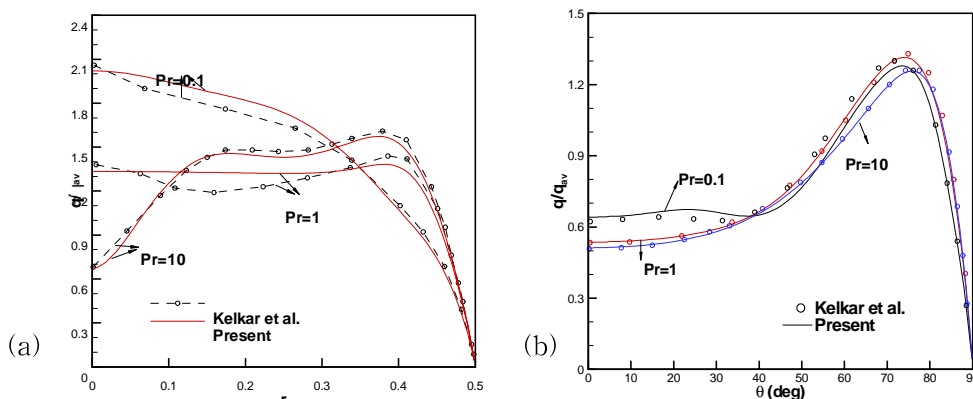 2.4
2.1
1.8
1.5
1.2
0.9
0.6
0.3
0
0
0.1
0.2
0.3
0.4
0.5
Pr=0.1
Pr=1
Pr=10
Kelkar et al.
Present
(a)
1.5
1.2
0.9
0.6
0.3
0.0
0
10
20
30
40
50
60
70
80
90
q/q_av
θ (deg)
Pr=0.1
Pr=10
Pr=1
Kelkar et al.
Present
(b)